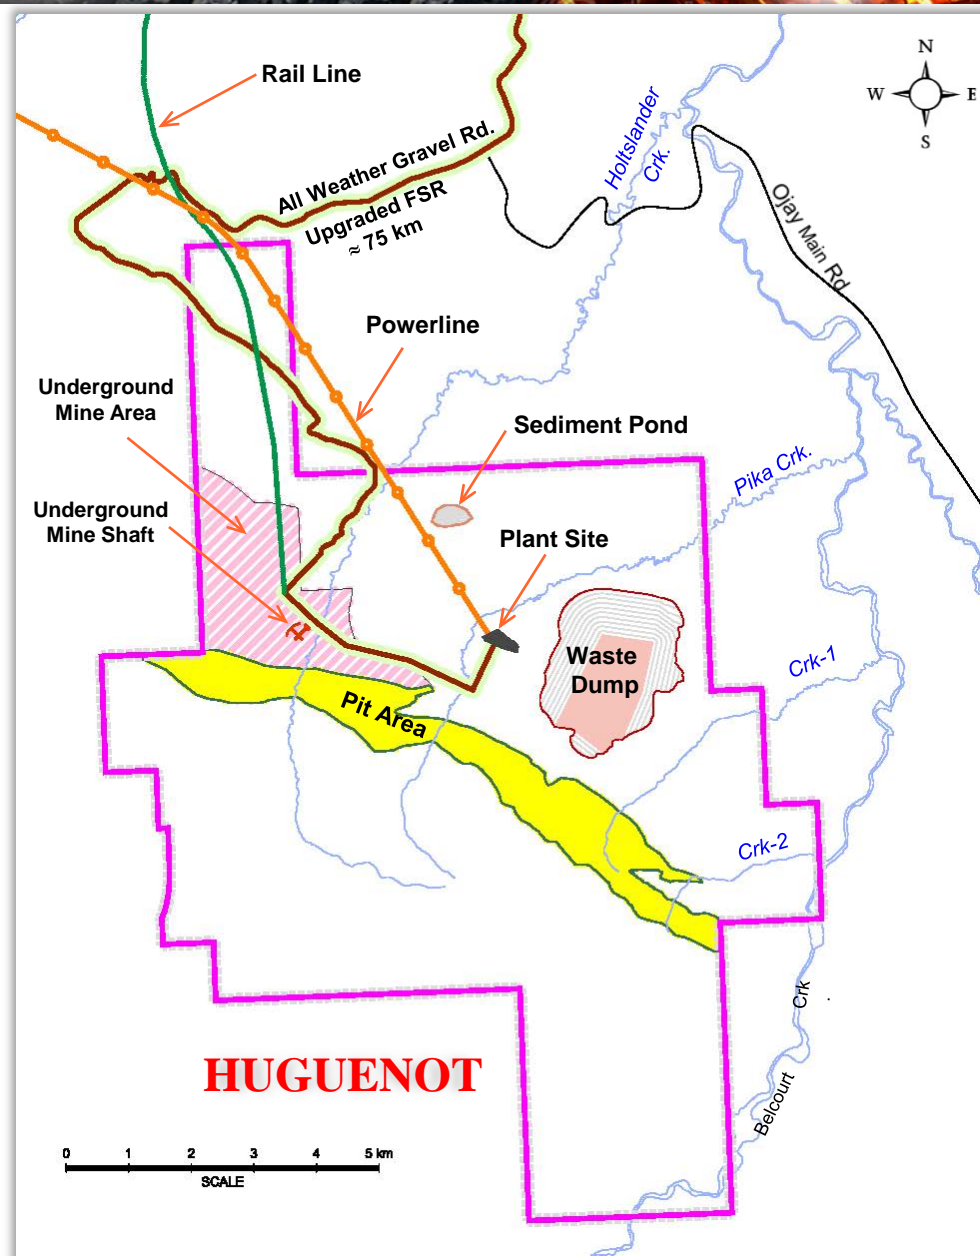 N
W
E
S
Rail Line
Holtslander
Crk.
All Weather Gravel Rd.
Upgraded FSR
≈ 75 km
Ojay Main Rd
Powerline
Underground
Mine Area
Sediment Pond
Pika Crk.
Underground
Mine Shaft
Plant Site
Waste
Dump
Crk-1
Pit Area
Crk-2
Belcourt Crk
HUGUENOT
0 1 2 3 4 5 km
SCALE